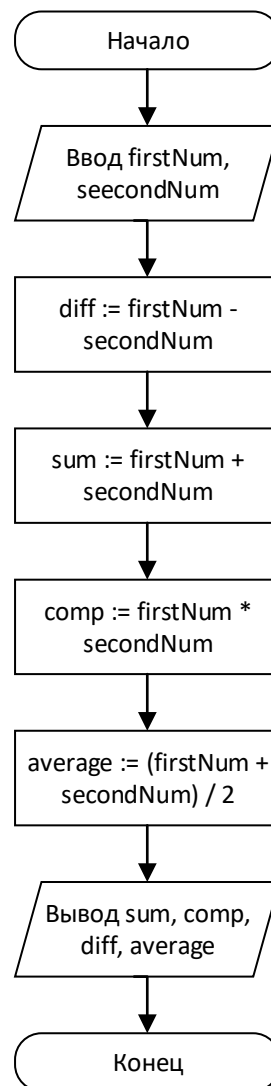 Начало
Ввод firstNum,
seecondNum
diff := firstNum -
secondNum
sum := firstNum +
secondNum
comp := firstNum *
secondNum
average := (firstNum +
secondNum) / 2
Вывод sum, comp,
diff, average
Конец